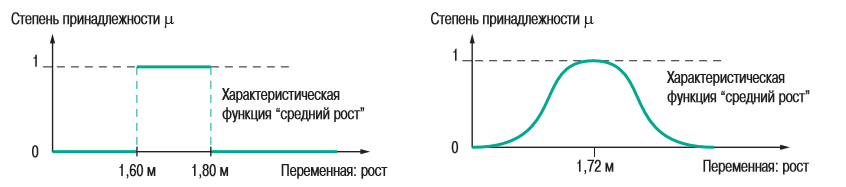 Степень принадлежности μ
1
Характеристическая
функция “средний рост”
0
1,60 м
1,80 м
Переменная: рост
Степень принадлежности μ
1
Характеристическая
функция “средний рост”
0
1,72 м
Переменная: рост